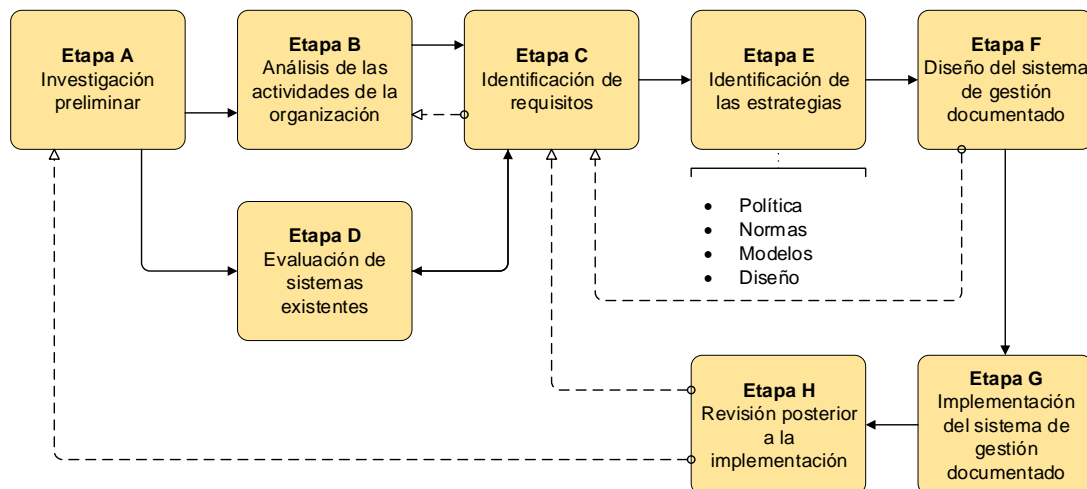 Etapa A
Investigación
preliminar
Etapa B
Análisis de las
actividades de la
organización
Etapa C
Identificación de
requisitos
Etapa E
Identificación de
las estrategias
Etapa F
Diseño del sistema
de gestión
documentado
Etapa D
Evaluación de
sistemas
existentes
• Política
• Normas
• Modelos
• Diseño
Etapa H
Revisión posterior
a la
implementación
Etapa G
Implementación
del sistema de
gestión
documentado